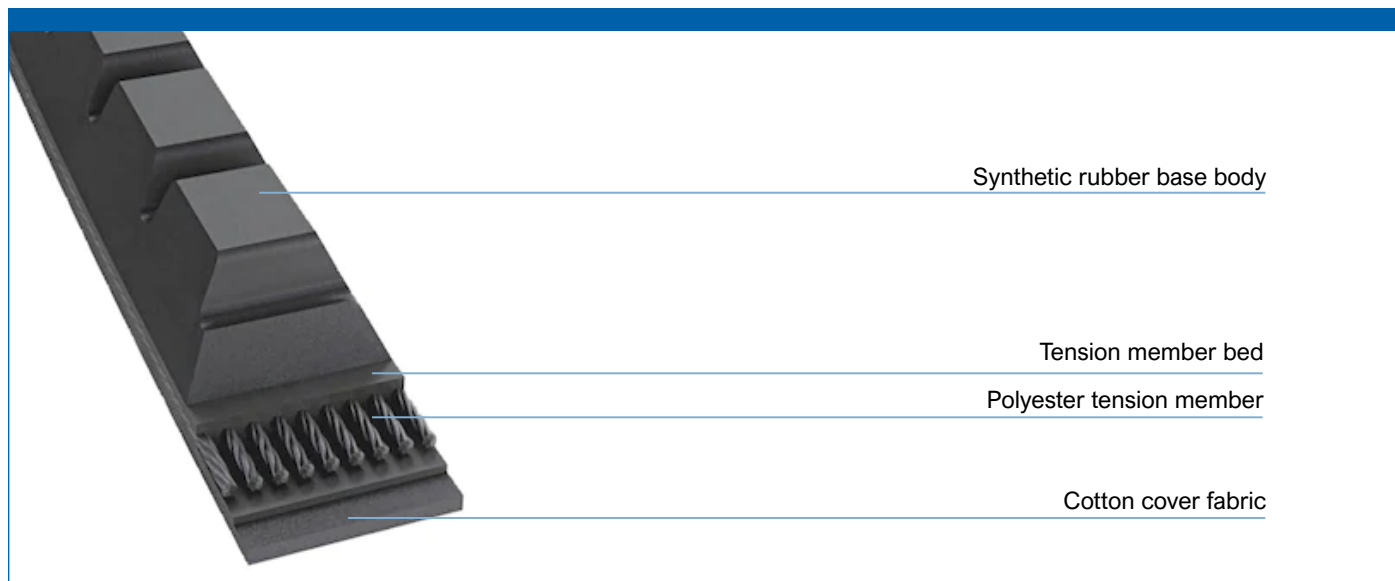 Synthetic rubber base body
Tension member bed
Polyester tension member
Cotton cover fabric